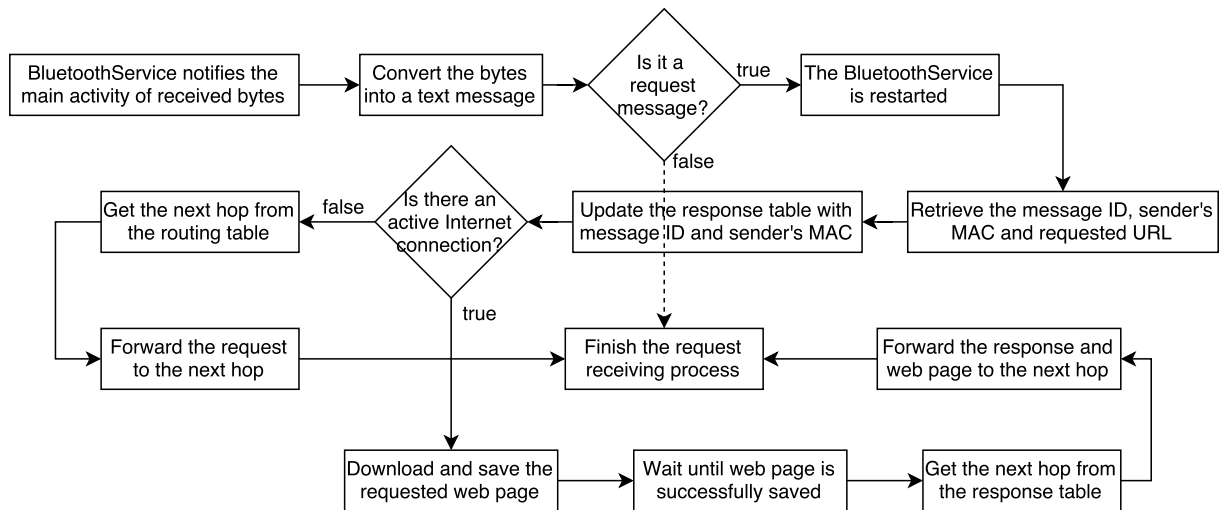 BluetoothService notifies the
main activity of received bytes
Convert the bytes
into a text message
Is it a
request
message?
true
The BluetoothService
is restarted
false
Get the next hop from
the routing table
false
Is there an
active Internet
connection?
Update the response table with
message ID and sender's MAC
Retrieve the message ID, sender's
MAC and requested URL
true
Forward the request
to the next hop
Finish the request
receiving process
Forward the response and
web page to the next hop
Download and save the
requested web page
Wait until web page is
successfully saved
Get the next hop from
the response table